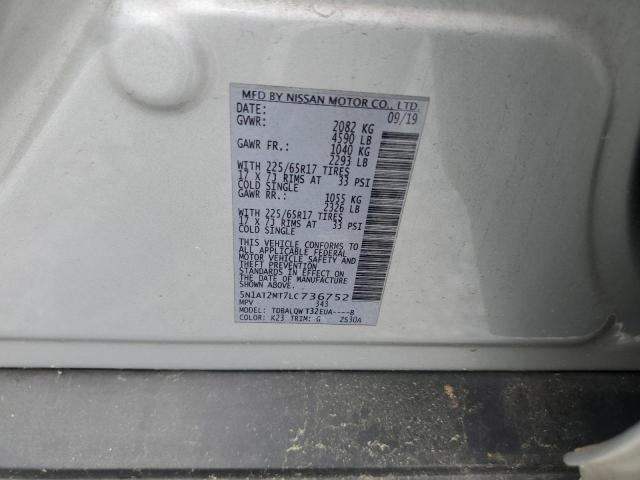 MFD BY NISSAN MOTOR CO., LTD.
DATE: 09/19
GVWR: 2082 KG
4590 LB
GAWR FR.: 1040 KG
2293 LB
WITH 225/65R17 TIRES
17 X 7J RIMS AT 33 PSI
COLD SINGLE
GAWR RR.: 1055 KG
2326 LB
WITH 225/65R17 TIRES
17 X 7J RIMS AT 33 PSI
COLD SINGLE
THIS VEHICLE CONFORMS TO
ALL APPLICABLE FEDERAL
MOTOR VEHICLE SAFETY AND
THEFT PREVENTION
STANDARDS IN EFFECT ON
THE DATE OF MANUFACTURE
SHOWN ABOVE.
5N1AT2MT7LC736752
MPV 343
MODEL: TDBALQW T32EUA----B
COLOR: K23 TRIM: G 2S30A